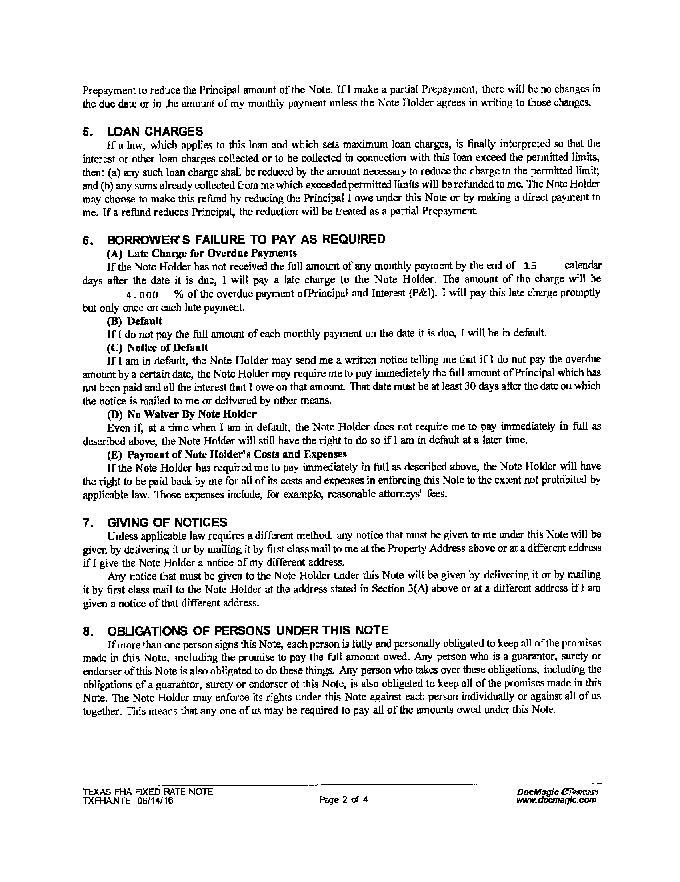 Prepayment to reduce the Principal amount of the Note. If I make a partial Prepayment, there will be no changes in
the due date or in the amount of my monthly payment unless the Note Holder agrees in writing to those changes.
5. LOAN CHARGES
If a law, which applies to this loan and which sets maximum loan charges, is finally interpreted so that the
interest or other loan charges collected or to be collected in connection with this loan exceed the permitted limits,
then: (a) any such loan charge shall be reduced by the amount necessary to reduce the charge to the permitted limit;
and (b) any sums already collected from me which exceeded permitted limits will be refunded to me. The Note Holder
may choose to make this refund by reducing the Principal I owe under this Note or by making a direct payment to
me. If a refund reduces Principal, the reduction will be treated as a partial Prepayment.
6. BORROWER'S FAILURE TO PAY AS REQUIRED
(A) Late Charge for Overdue Payments
If the Note Holder has not received the full amount of any monthly payment by the end of 15 calendar
days after the date it is due, I will pay a late charge to the Note Holder. The amount of the charge will be
4.000 % of the overdue payment of Principal and Interest (P&I). I will pay this late charge promptly
but only once on each late payment.
(B) Default
If I do not pay the full amount of each monthly payment on the date it is due, I will be in default.
(C) Notice of Default
If I am in default, the Note Holder may send me a written notice telling me that if I do not pay the overdue
amount by a certain date, the Note Holder may require me to pay immediately the full amount of Principal which has
not been paid and all the interest that I owe on that amount. That date must be at least 30 days after the date on which
the notice is mailed to me or delivered by other means.
(D) No Waiver By Note Holder
Even if, at a time when I am in default, the Note Holder does not require me to pay immediately in full as
described above, the Note Holder will still have the right to do so if I am in default at a later time.
(E) Payment of Note Holder's Costs and Expenses
If the Note Holder has required me to pay immediately in full as described above, the Note Holder will have
the right to be paid back by me for all of its costs and expenses in enforcing this Note to the extent not prohibited by
applicable law. Those expenses include, for example, reasonable attorneys' fees.
7. GIVING OF NOTICES
Unless applicable law requires a different method, any notice that must be given to me under this Note will be
given by delivering it or by mailing it by first class mail to me at the Property Address above or at a different address
if I give the Note Holder a notice of my different address.
Any notice that must be given to the Note Holder under this Note will be given by delivering it or by mailing
it by first class mail to the Note Holder at the address stated in Section 3(A) above or at a different address if I am
given a notice of that different address.
8. OBLIGATIONS OF PERSONS UNDER THIS NOTE
If more than one person signs this Note, each person is fully and personally obligated to keep all of the promises
made in this Note, including the promise to pay the full amount owed. Any person who is a guarantor, surety or
endorser of this Note is also obligated to do these things. Any person who takes over these obligations, including the
obligations of a guarantor, surety or endorser of this Note, is also obligated to keep all of the promises made in this
Note. The Note Holder may enforce its rights under this Note against each person individually or against all of us
together. This means that any one of us may be required to pay all of the amounts owed under this Note.
TEXAS FHA FIXED RATE NOTE
TXFHA.NTE 06/14/16
Page 2 of 4
DocMagic
www.docmagic.com